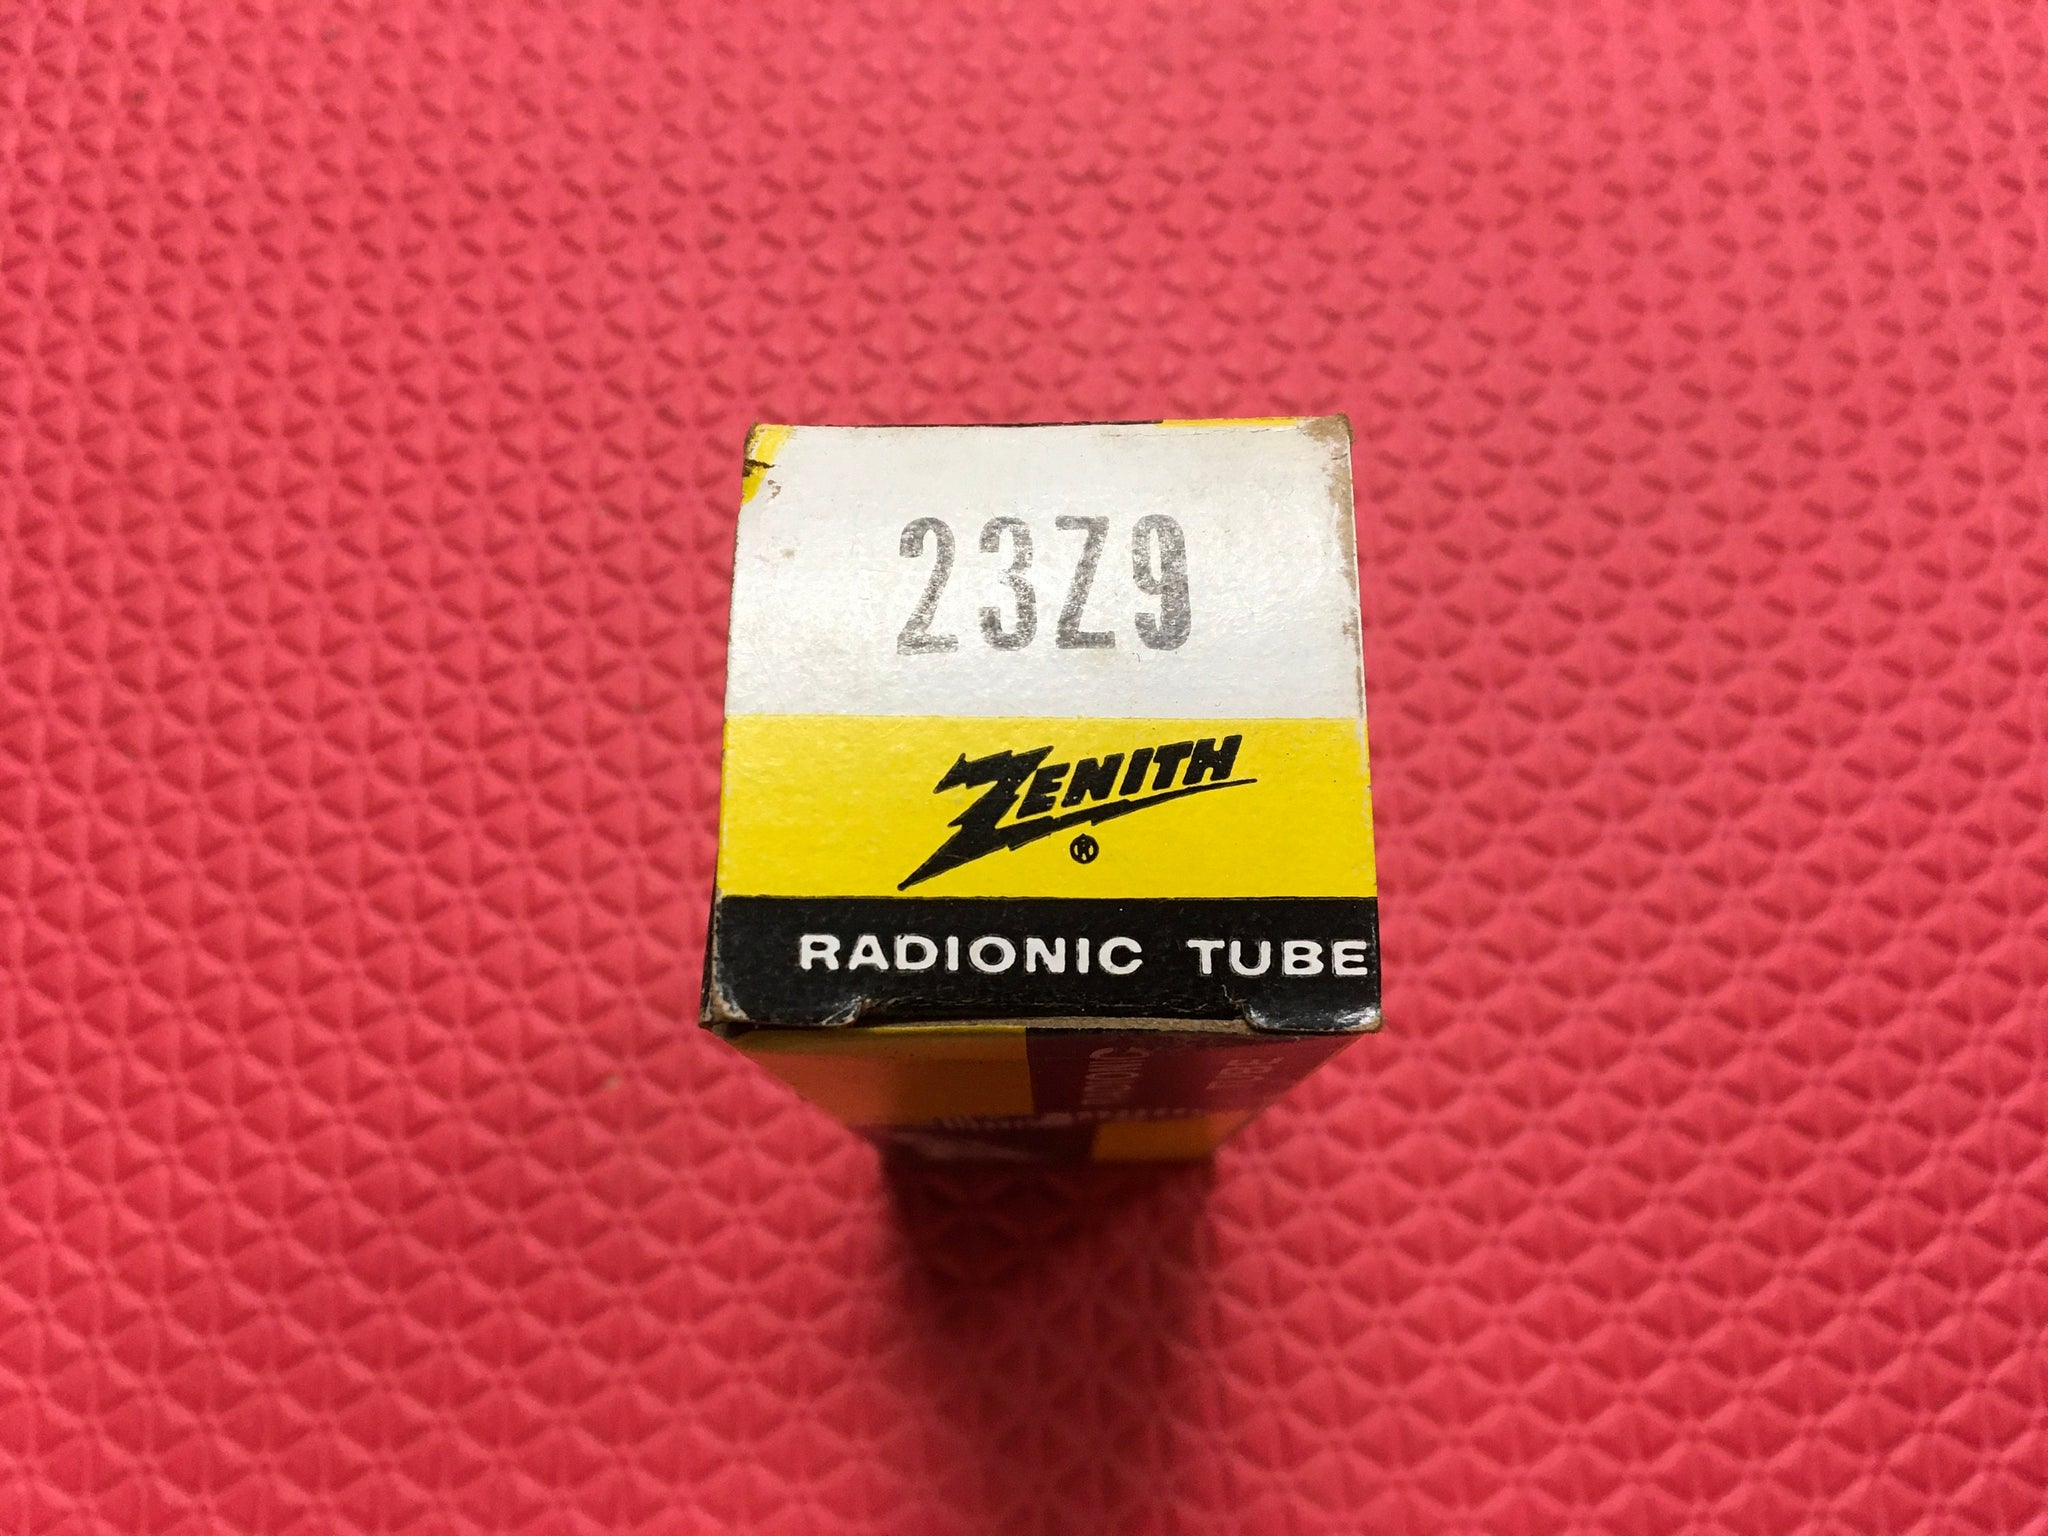 23Z9
ZENITH
®
RADIONIC TUBE